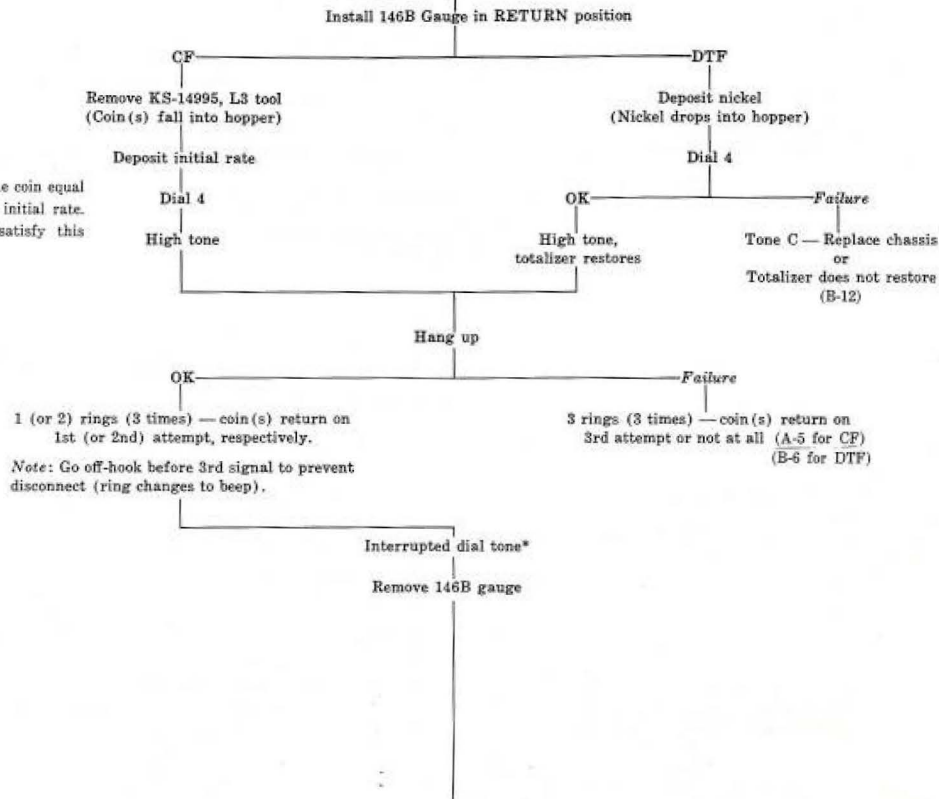 Install 146B Gauge in RETURN position
CF
DTF
Remove KS-14995, L3 tool
(Coin(s) fall into hopper)
Deposit nickel
(Nickel drops into hopper)
Deposit initial rate
Dial 4
e coin equal
initial rate.
satisfy this
Dial 4
OK
Failure
High tone
High tone,
totalizer restores
Tone C — Replace chassis
or
Totalizer does not restore
(B-12)
Hang up
OK
Failure
1 (or 2) rings (3 times) — coin(s) return on
1st (or 2nd) attempt, respectively.
3 rings (3 times) — coin(s) return on
3rd attempt or not at all (A-5 for CF)
(B-6 for DTF)
Note: Go off-hook before 3rd signal to prevent
disconnect (ring changes to beep).
Interrupted dial tone*
Remove 146B gauge